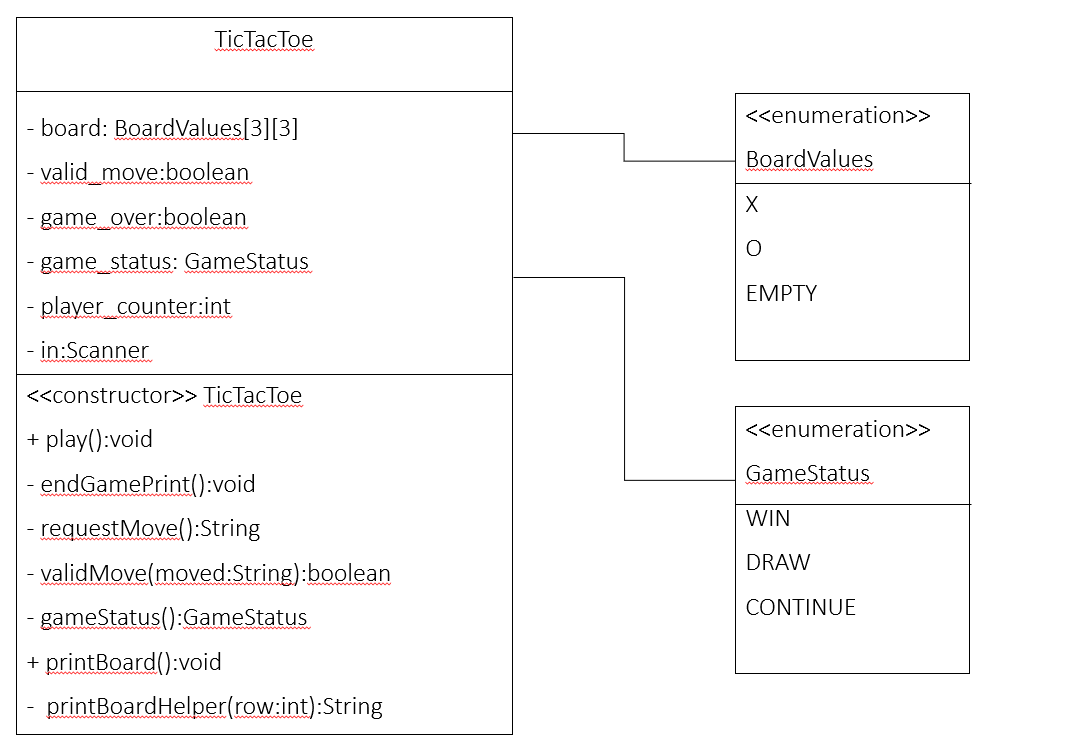 TicTacToe
- board: BoardValues[3][3]
- valid_move:boolean
- game_over:boolean
- game_status: GameStatus
- player_counter:int
- in:Scanner
<<constructor>> TicTacToe
+ play():void
- endGamePrint():void
- requestMove():String
- validMove(moved:String):boolean
- gameStatus():GameStatus
+ printBoard():void
- printBoardHelper(row:int):String
<<enumeration>>
BoardValues
X
O
EMPTY
<<enumeration>>
GameStatus
WIN
DRAW
CONTINUE